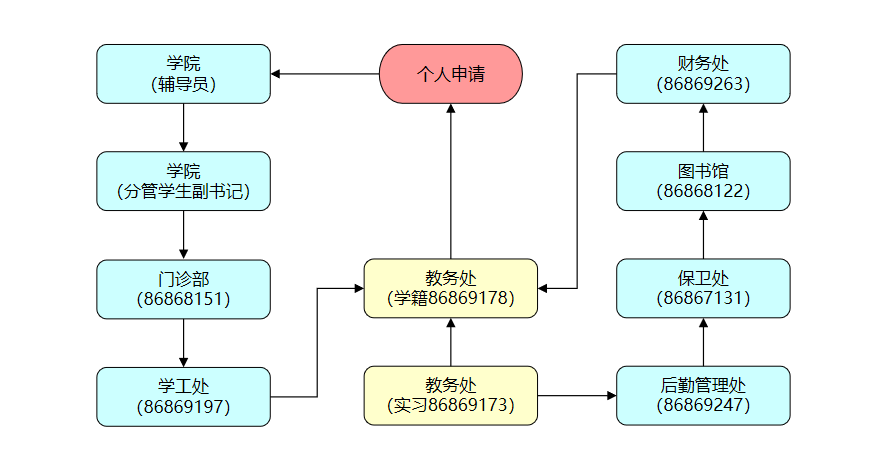 学院
（辅导员）
个人申请
财务处
（86869263）
学院
（分管学生副书记）
图书馆
（86868122）
门诊部
（86868151）
教务处
（学籍86869178）
保卫处
（86867131）
学工处
（86869197）
教务处
（实习86869173）
后勤管理处
（86869247）